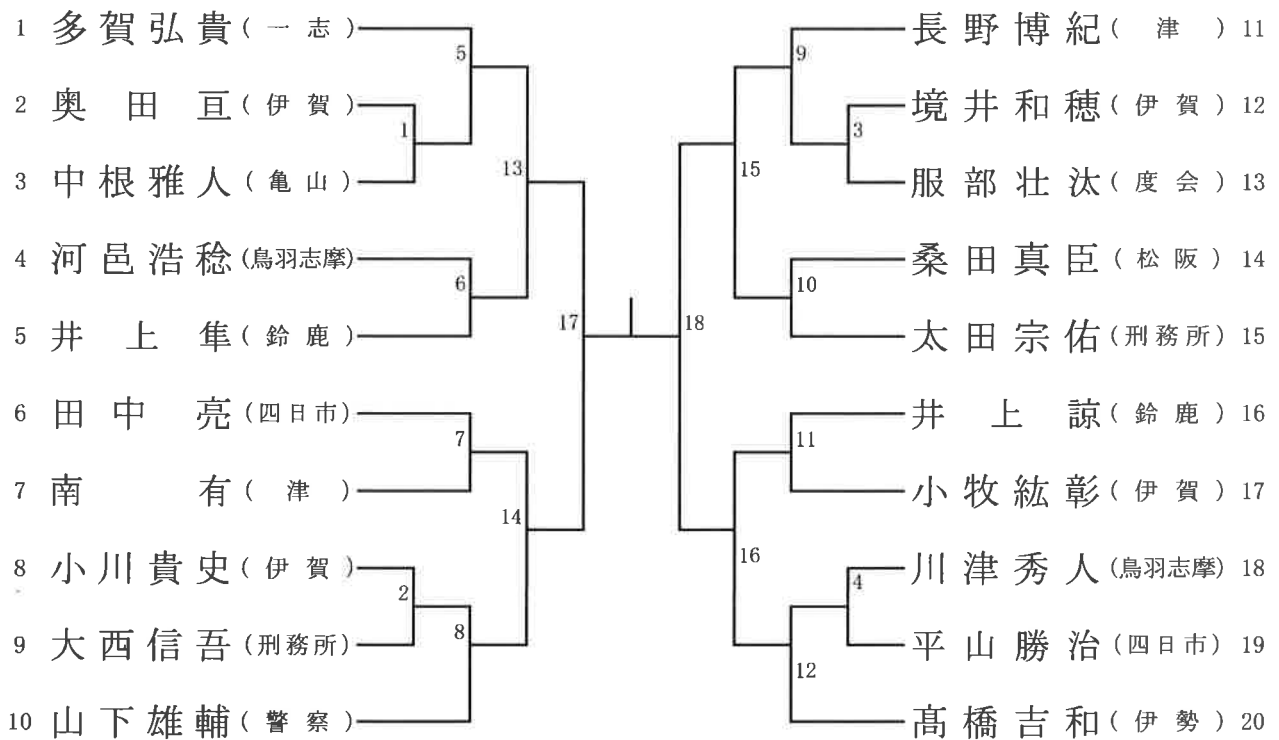 1 多賀弘貴 (一志)
2 奥田亘 (伊賀)
3 中根雅人 (亀山)
4 河邑浩稔 (鳥羽志摩)
5 井上隼 (鈴鹿)
6 田中亮 (四日市)
7 南有 (津)
8 小川貴史 (伊賀)
9 大西信吾 (刑務所)
10 山下雄輔 (警察)
5
1
13
6
17
7
14
2
8
長野博紀 (津) 11
境井和穂 (伊賀) 12
服部壮汰 (度会) 13
桑田真臣 (松阪) 14
太田宗佑 (刑務所) 15
井上諒 (鈴鹿) 16
小牧紘彰 (伊賀) 17
川津秀人 (鳥羽志摩) 18
平山勝治 (四日市) 19
髙橋吉和 (伊勢) 20
9
3
15
10
18
11
16
4
12